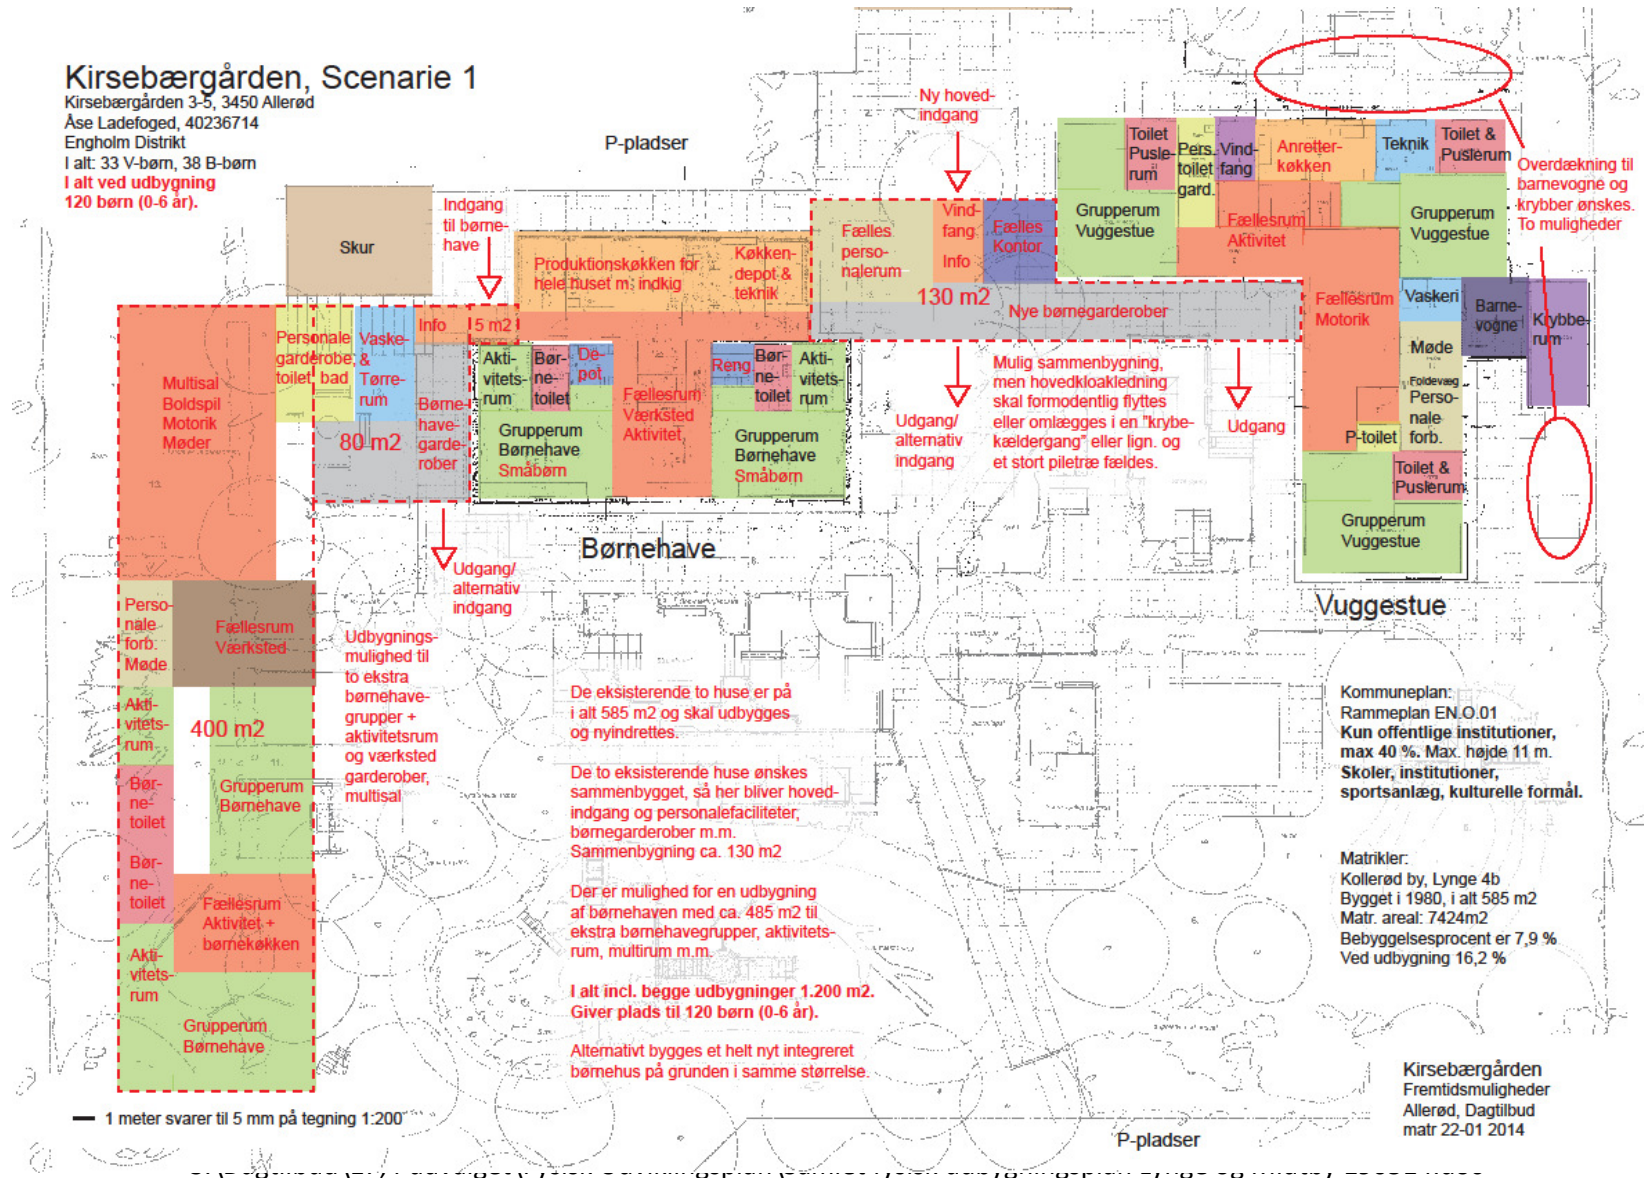 Kirsebærgården, Scenarie 1
Kirsebærgården 3-5, 3450 Allerød
Åse Ladefoged, 40236714
Engholm Distrikt
I alt: 33 V-børn, 38 B-børn
I alt ved udbygning
120 børn (0-6 år).
P-pladser
Ny hoved-
indgang
Indgang
til børne-
have
Skur
Produktionskøkken for
hele huset m. indkig
Køkken-
depot &
teknik
Fælles
perso-
nalerum
Vind-
fang
Info
Fælles
Kontor
130 m2
Nye børnegarderober
Toilet
Pusle-
rum
Pers.
toilet
gard.
Vind-
fang
Anretter-
køkken
Teknik
Toilet &
Puslerum
Grupperum
Vuggestue
Fællesrum
Aktivitet
Grupperum
Vuggestue
Overdækning til
barnevogne og
krybber ønskes.
To muligheder
Fællesrum
Motorik
Vaskeri
Barne-
vogne
Krybbe-
rum
Møde
Foldevæg
Perso-
nale
forb.
P-toilet
Toilet &
Puslerum
Grupperum
Vuggestue
Vuggestue
Multisal
Boldspil
Motorik
Møder
Personale
garderobe,
toilet, bad
Vaske-
&
Tørre-
rum
Info
5 m2
80 m2
Børne-
have-
garde-
rober
Akti-
vitets-
rum
Bør-
ne-
toilet
De-
pot
Fællesrum
Værksted
Aktivitet
Reng.
Bør-
ne-
toilet
Akti-
vitets-
rum
Grupperum
Børnehave
Småbørn
Grupperum
Børnehave
Småbørn
Børnehave
Udgang/
alternativ
indgang
Udgang/
alternativ
indgang
Mulig sammenbygning,
men hovedkloakledning
skal formodentlig flyttes
eller omlægges i en "krybe-
kældergang" eller lign. og
et stort piletræ fældes.
Udgang
Perso-
nale
forb.
Møde
Fællesrum
Værksted
Akti-
vitets-
rum
400 m2
Bør-
ne-
toilet
Grupperum
Børnehave
Bør-
ne-
toilet
Fællesrum
Aktivitet +
børnekøkken
Akti-
vitets-
rum
Grupperum
Børnehave
Udbygnings-
mulighed til
to ekstra
børnehave-
grupper +
aktivitetsrum
og værksted
garderober,
multisal
De eksisterende to huse er på
i alt 585 m2 og skal udbygges
og nyindrettes.
De to eksisterende huse ønskes
sammenbygget, så her bliver hoved-
indgang og personalefaciliteter,
børnegarderober m.m.
Sammenbygning ca. 130 m2
Der er mulighed for en udbygning
af børnehaven med ca. 485 m2 til
ekstra børnehavegrupper, aktivitets-
rum, multirum m.m.
I alt incl. begge udbygninger 1.200 m2.
Giver plads til 120 børn (0-6 år).
Alternativt bygges et helt nyt integreret
børnehus på grunden i samme størrelse.
Kommuneplan:
Rammeplan EN.O.01
Kun offentlige institutioner,
max 40 %. Max. højde 11 m.
Skoler, institutioner,
sportsanlæg, kulturelle formål.
Matrikler:
Kollerød by, Lynge 4b
Bygget i 1980, i alt 585 m2
Matr. areal: 7424m2
Bebyggelsesprocent er 7,9 %
Ved udbygning 16,2 %
Kirsebærgården
Fremtidsmuligheder
Allerød, Dagtilbud
matr 22-01 2014
1 meter svarer til 5 mm på tegning 1:200
P-pladser